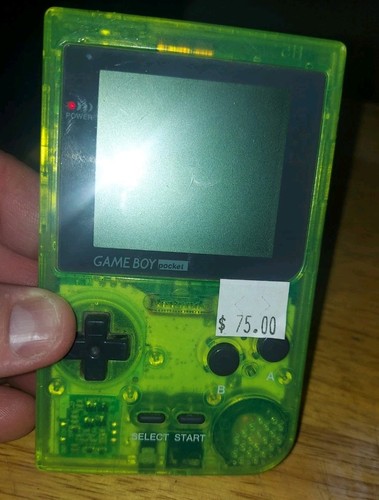 POWER
GAME BOY pocket
$ 75.00
B A
SELECT START